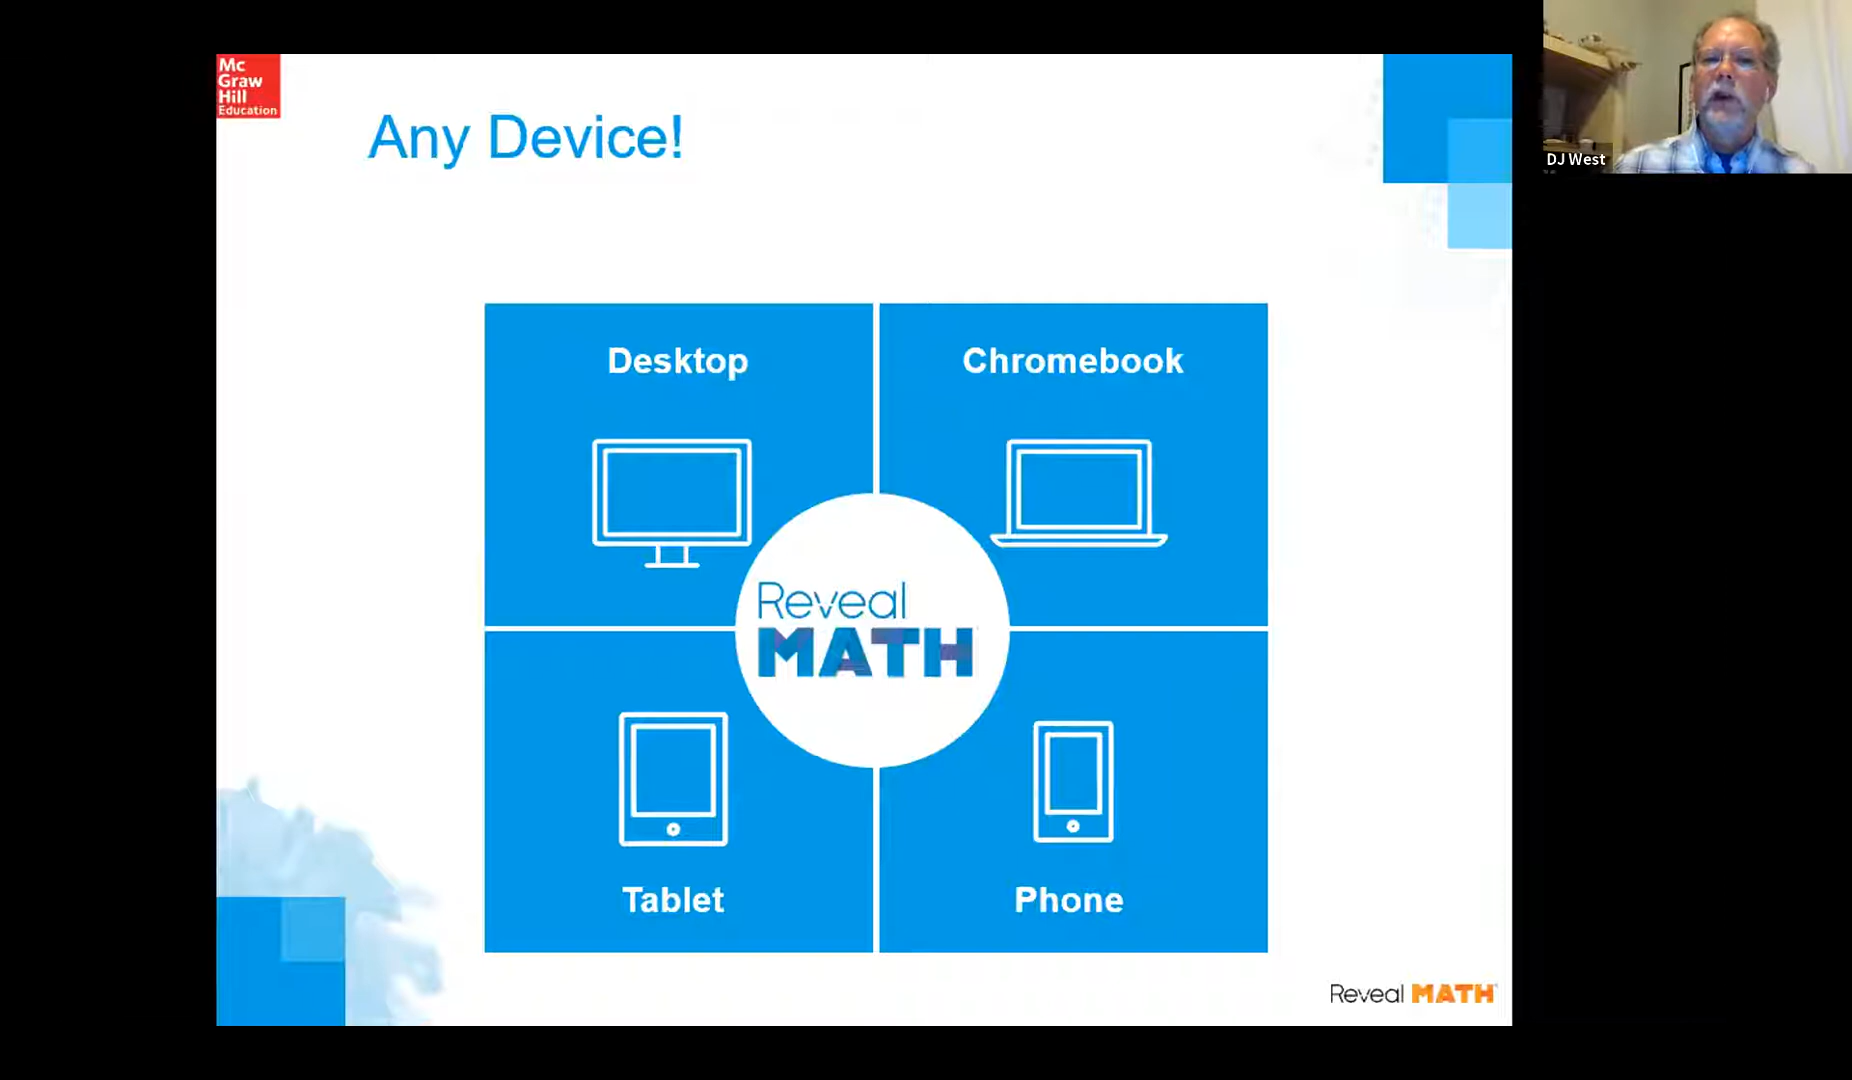 Mc
Graw
Hill
Education
Any Device!
DJ West
Desktop
Chromebook
Reveal
MATH
Tablet
Phone
Reveal MATH